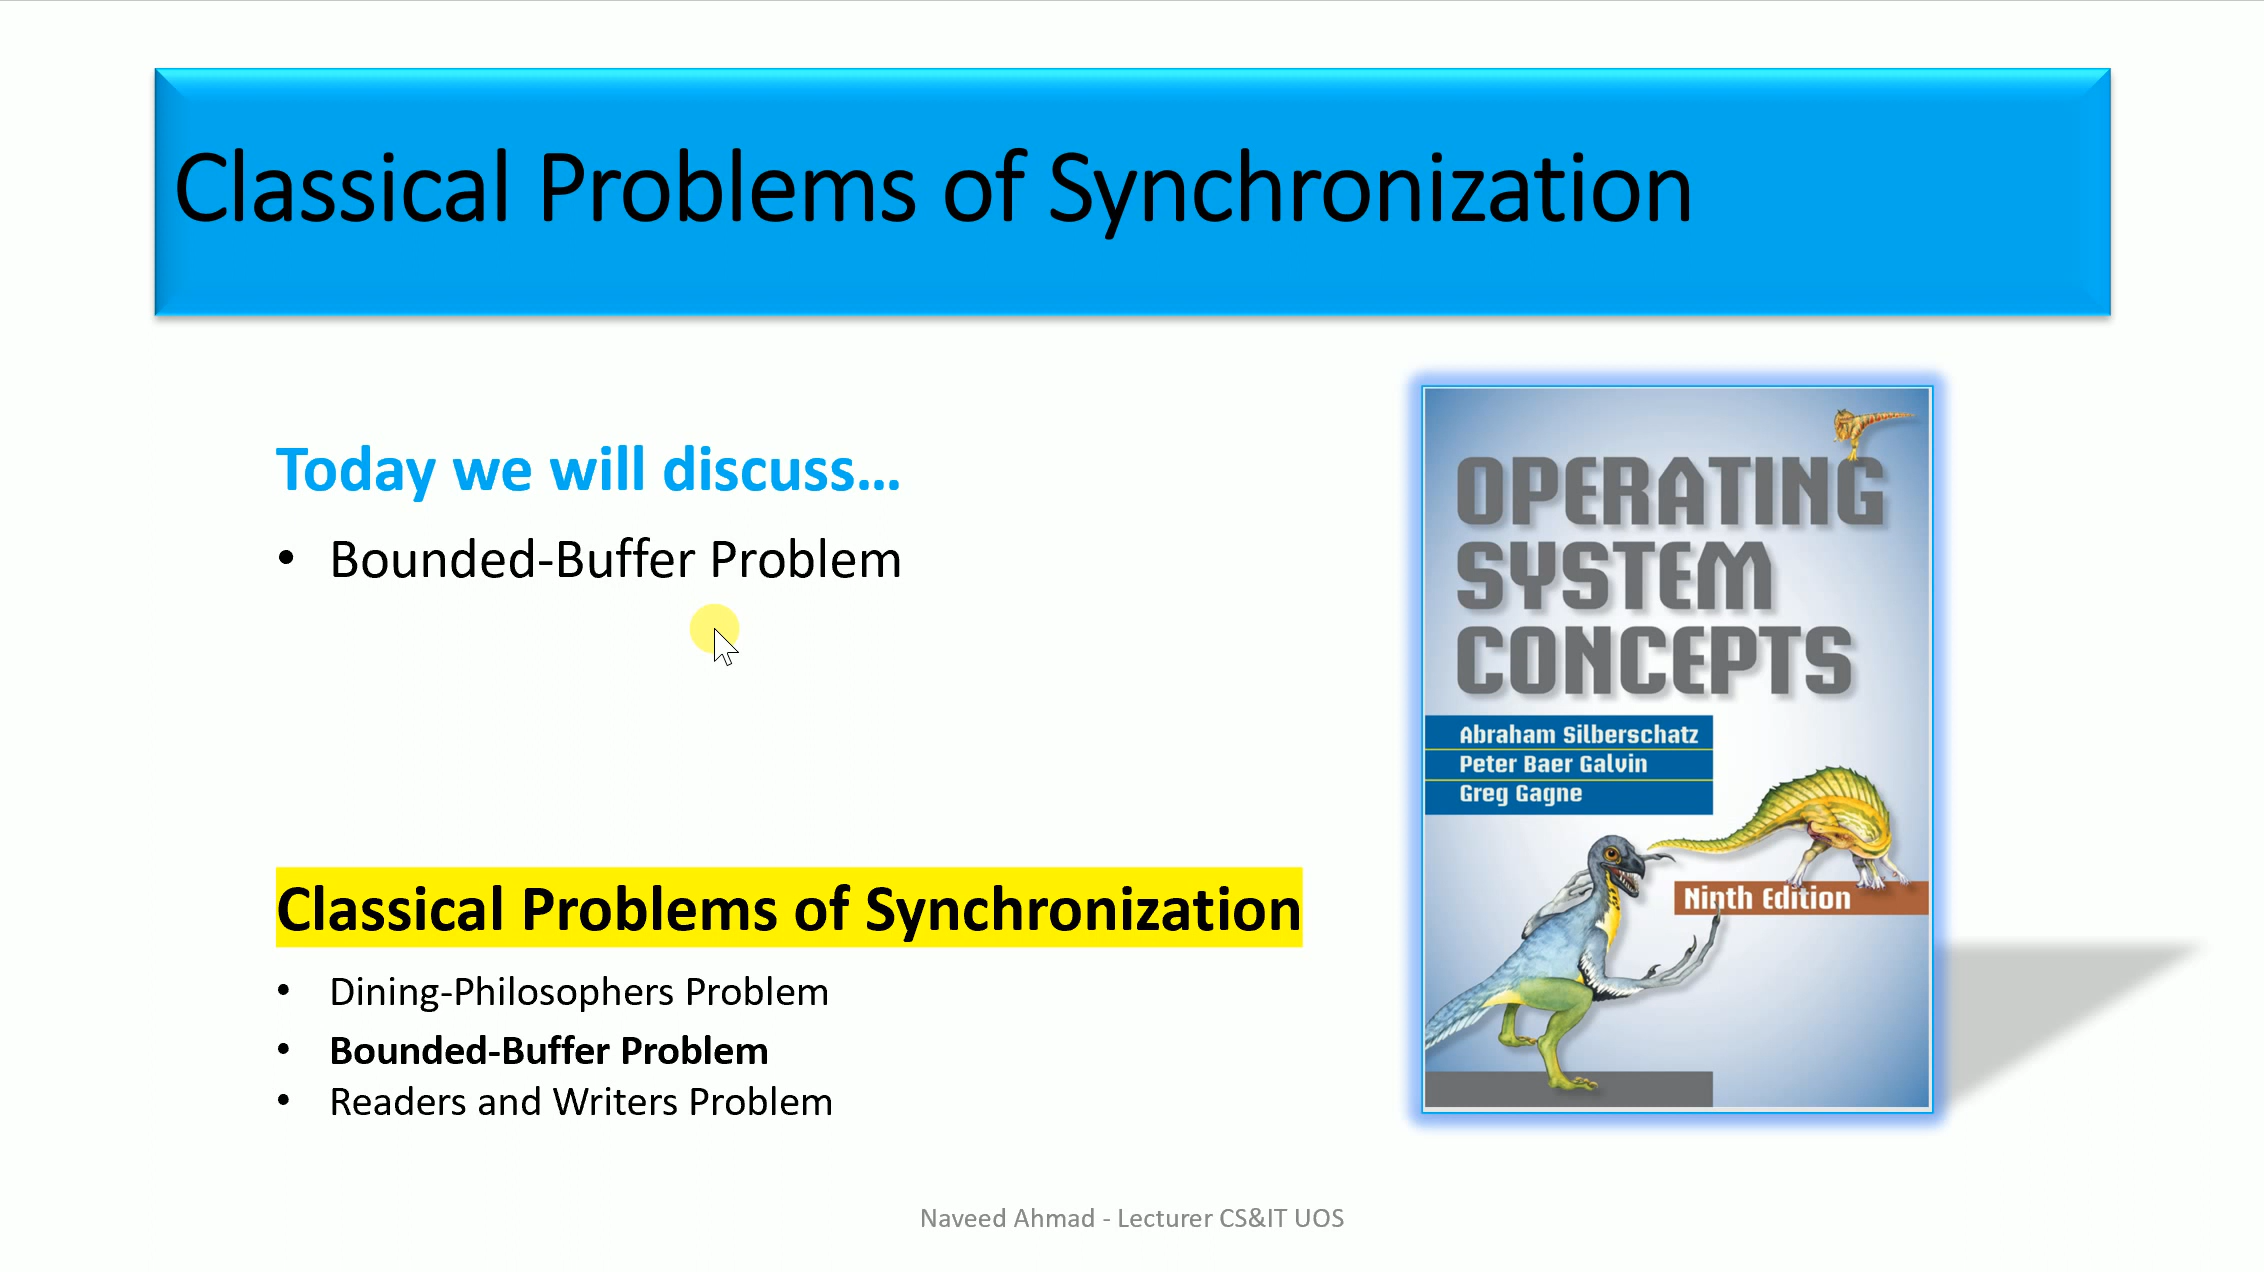 Classical Problems of Synchronization
Today we will discuss...
• Bounded-Buffer Problem
Classical Problems of Synchronization
• Dining-Philosophers Problem
• Bounded-Buffer Problem
• Readers and Writers Problem
OPERATING
SYSTEM
CONCEPTS
Abraham Silberschatz
Peter Baer Galvin
Greg Gagne
Ninth Edition
Naveed Ahmad - Lecturer CS&IT UOS